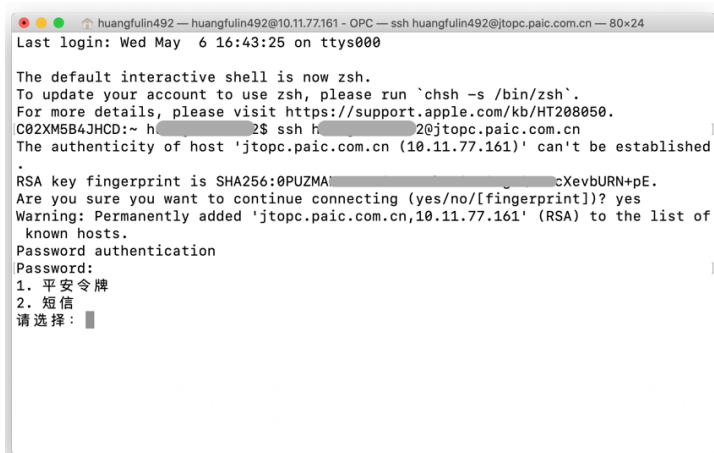 huangfulin492 — huangfulin492@10.11.77.161 - OPC — ssh huangfulin492@jtopc.paic.com.cn — 80×24
Last login: Wed May  6 16:43:25 on ttys000
The default interactive shell is now zsh.
To update your account to use zsh, please run `chsh -s /bin/zsh`.
For more details, please visit https://support.apple.com/kb/HT208050.
[C02XM5B4JHCD:~ h 2$ ssh h 2@jtopc.paic.com.cn ]
The authenticity of host 'jtopc.paic.com.cn (10.11.77.161)' can't be established
.
RSA key fingerprint is SHA256:0PUZMA cXevbURN+pE.
Are you sure you want to continue connecting (yes/no/[fingerprint])? yes
Warning: Permanently added 'jtopc.paic.com.cn,10.11.77.161' (RSA) to the list of
known hosts.
Password authentication
[Password: ]
1. 平安令牌
2. 短信
请选择：